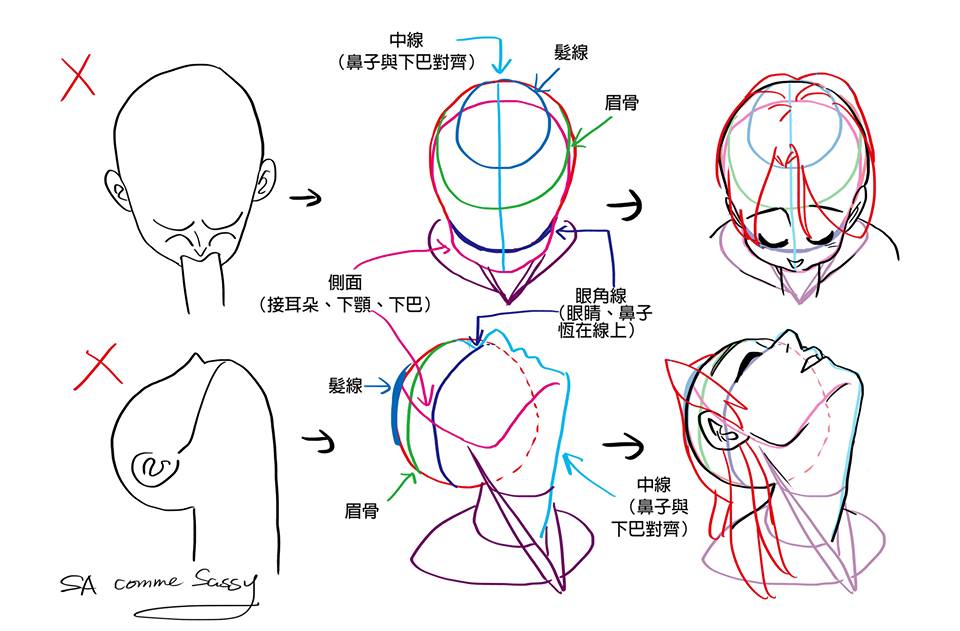 中線
（鼻子與下巴對齊）
髮線
眉骨
側面
（接耳朵、下顎、下巴）
眼角線
（眼睛、鼻子
恆在線上）
髮線
眉骨
中線
（鼻子與
下巴對齊）
SA comme Sassy